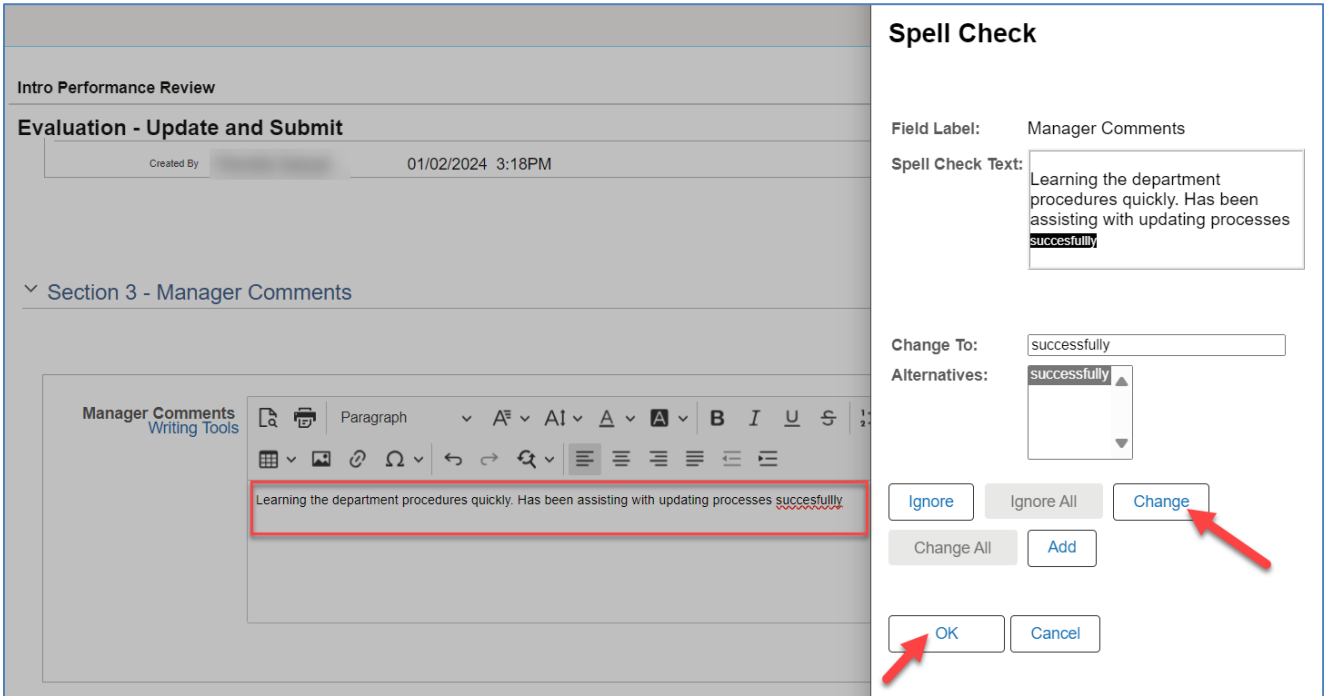 Intro Performance Review
Evaluation - Update and Submit
Created By
01/02/2024 3:18PM
Section 3 - Manager Comments
Manager Comments
Writing Tools
Paragraph
Learning the department procedures quickly. Has been assisting with updating processes succesfullly
Spell Check
Field Label: Manager Comments
Spell Check Text:
Learning the department
procedures quickly. Has been
assisting with updating processes
succesfullly
Change To: successfully
Alternatives: successfully
Ignore
Ignore All
Change
Change All
Add
OK
Cancel